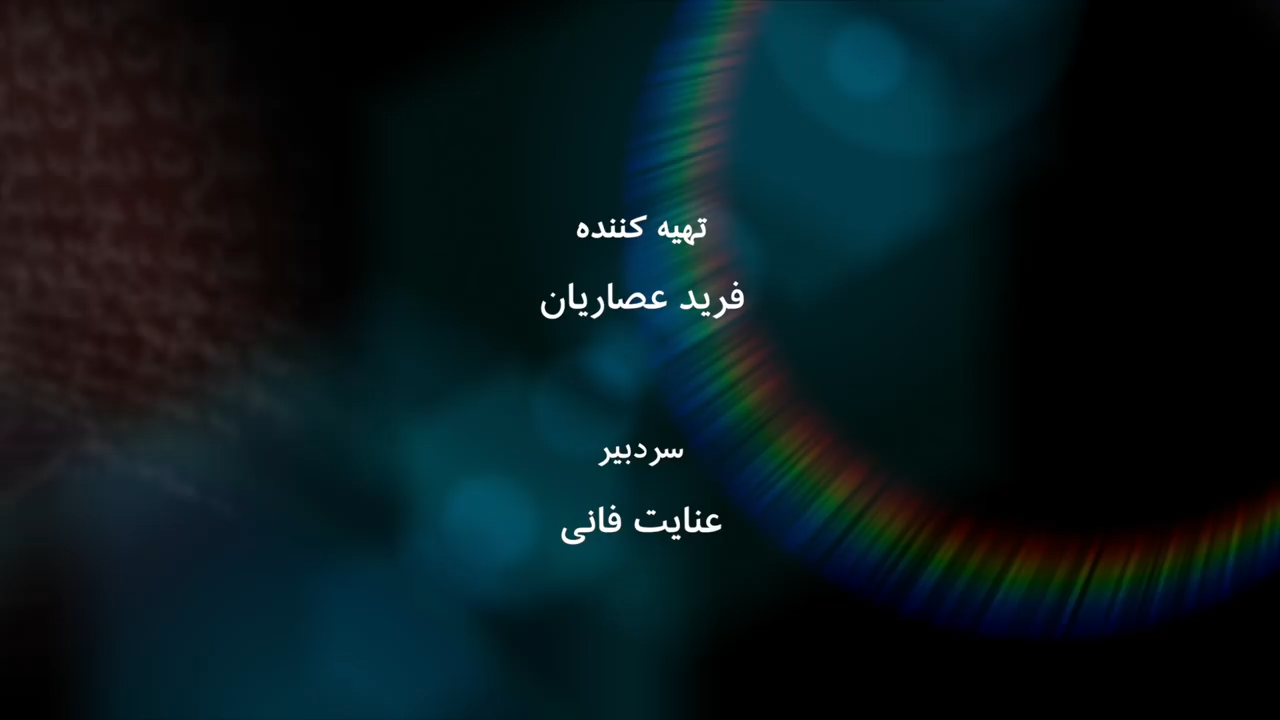 تهیه کننده
فرید عصاریان
سردبیر
عنایت فانی